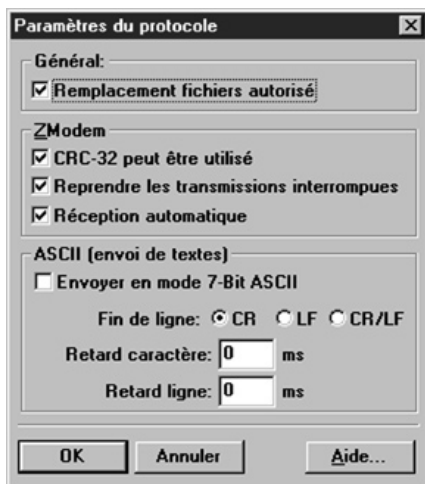 Paramètres du protocole
Général:
Remplacement fichiers autorisé
ZModem
CRC-32 peut être utilisé
Reprendre les transmissions interrompues
Réception automatique
ASCII (envoi de textes)
Envoyer en mode 7-Bit ASCII
Fin de ligne: CR LF CR/LF
Retard caractère: 0 ms
Retard ligne: 0 ms
OK Annuler Aide...